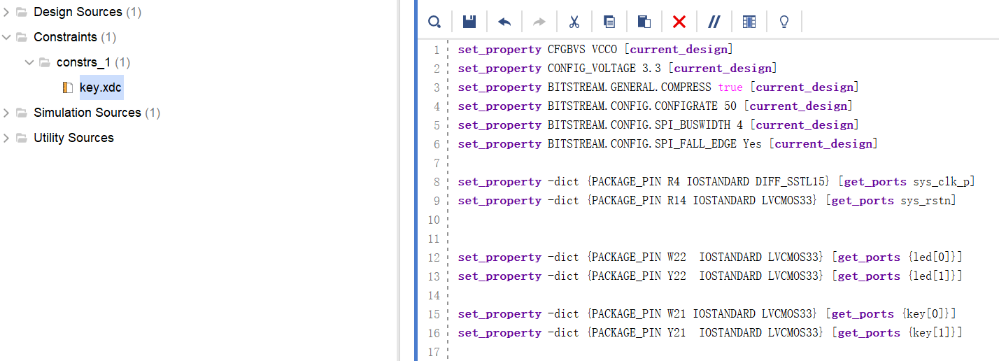 Design Sources (1)
Constraints (1)
constrs_1 (1)
key.xdc
Simulation Sources (1)
Utility Sources
1 set_property CFGBVS VCCO [current_design]
2 set_property CONFIG_VOLTAGE 3.3 [current_design]
3 set_property BITSTREAM.GENERAL.COMPRESS true [current_design]
4 set_property BITSTREAM.CONFIG.CONFIGRATE 50 [current_design]
5 set_property BITSTREAM.CONFIG.SPI_BUSWIDTH 4 [current_design]
6 set_property BITSTREAM.CONFIG.SPI_FALL_EDGE Yes [current_design]
7
8 set_property -dict {PACKAGE_PIN R4 IOSTANDARD DIFF_SSTL15} [get_ports sys_clk_p]
9 set_property -dict {PACKAGE_PIN R14 IOSTANDARD LVCMOS33} [get_ports sys_rstn]
10
11
12 set_property -dict {PACKAGE_PIN W22  IOSTANDARD LVCMOS33} [get_ports {led[0]}]
13 set_property -dict {PACKAGE_PIN Y22  IOSTANDARD LVCMOS33} [get_ports {led[1]}]
14
15 set_property -dict {PACKAGE_PIN W21 IOSTANDARD LVCMOS33} [get_ports {key[0]}]
16 set_property -dict {PACKAGE_PIN Y21  IOSTANDARD LVCMOS33} [get_ports {key[1]}]
17